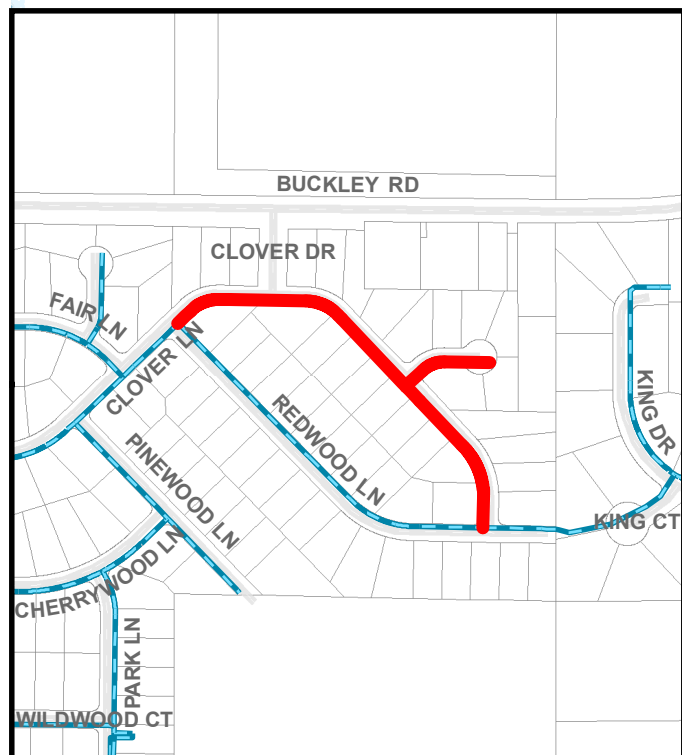 BUCKLEY RD
CLOVER DR
FAIR LN
CLOVER LN
KING DR
REDWOOD LN
PINEWOOD LN
KING CT
CHERRYWOOD LN
PARK LN
WILDWOOD CT